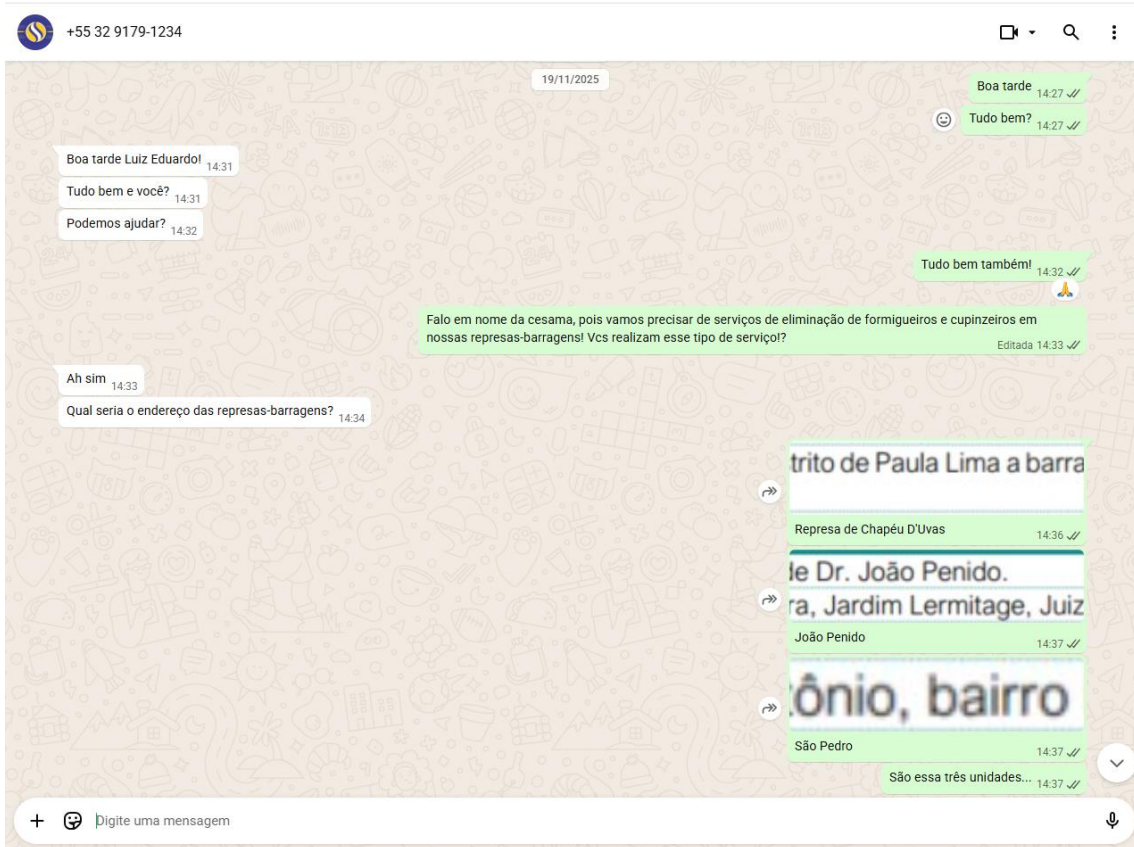 +55 32 9179-1234
19/11/2025
Boa tarde 14:27
Tudo bem? 14:27
Boa tarde Luiz Eduardo! 14:31
Tudo bem e você? 14:31
Podemos ajudar? 14:32
Tudo bem também! 14:32
🙏
Falo em nome da cesama, pois vamos precisar de serviços de eliminação de formigueiros e cupinzeiros em
nossas represas-barragens! Vcs realizam esse tipo de serviço!?
Editada 14:33
Ah sim 14:33
Qual seria o endereço das represas-barragens? 14:34
trito de Paula Lima a barra
Represa de Chapéu D'Uvas
14:36
de Dr. João Penido.
ra, Jardim Lermitage, Juiz
João Penido
14:37
ônio, bairro
São Pedro
14:37
São essa três unidades... 14:37
Digite uma mensagem